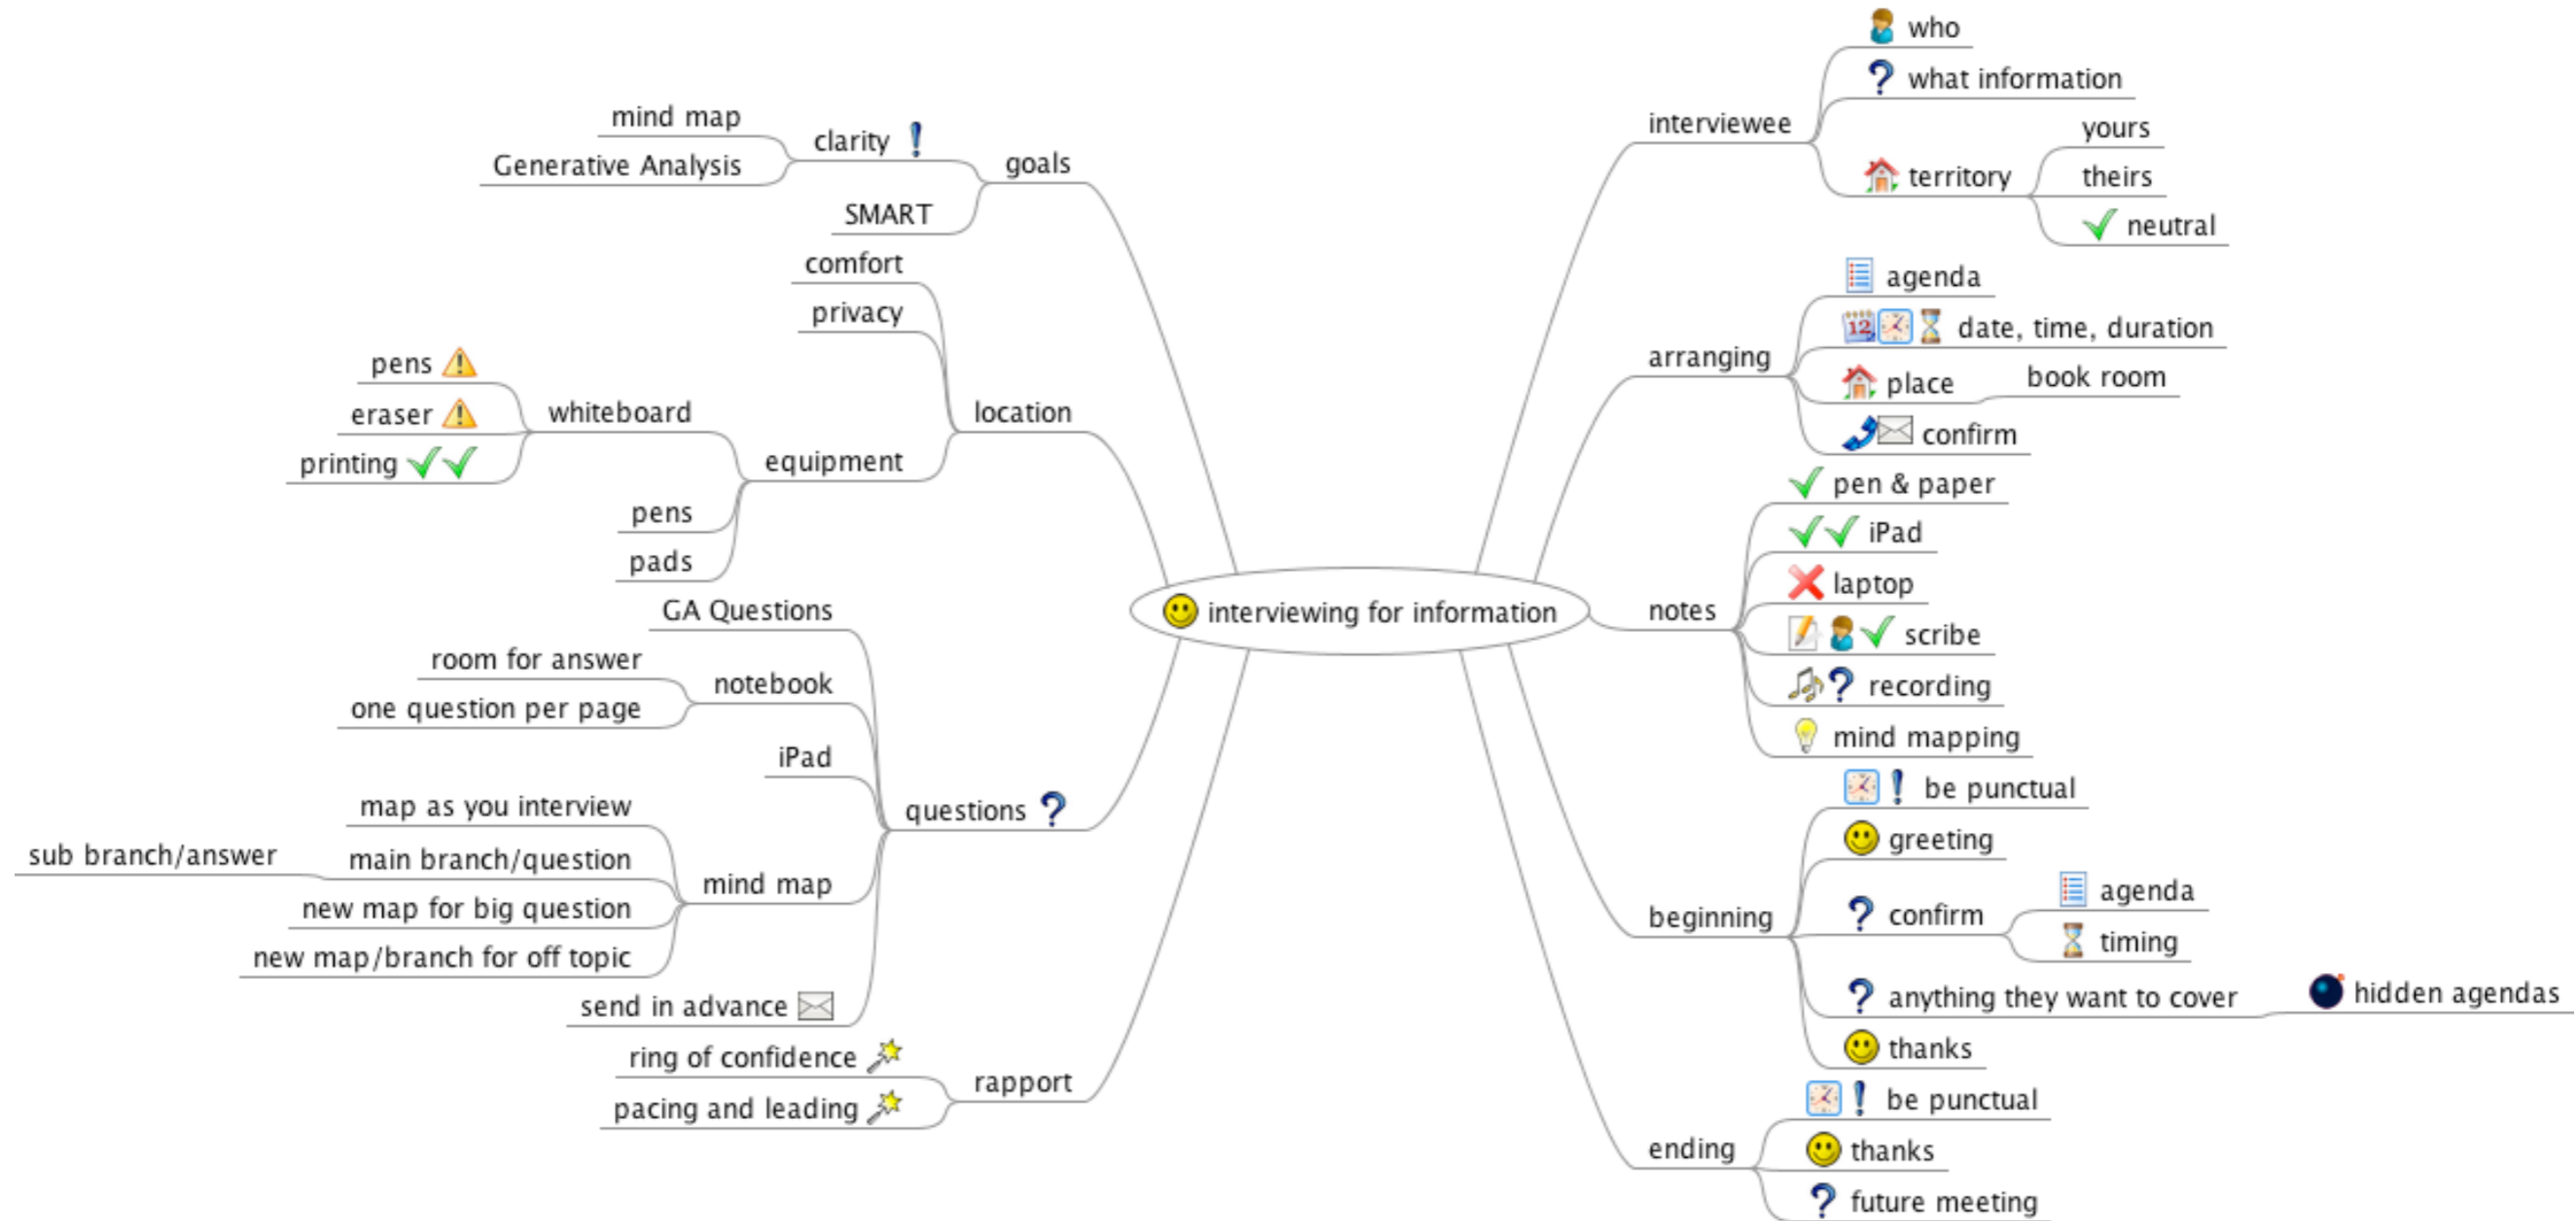 interviewing for information
goals
clarity
mind map
Generative Analysis
SMART
location
comfort
privacy
equipment
whiteboard
pens
eraser
printing
pens
pads
questions
GA Questions
notebook
room for answer
one question per page
iPad
mind map
map as you interview
main branch/question
sub branch/answer
new map for big question
new map/branch for off topic
send in advance
rapport
ring of confidence
pacing and leading
interviewee
who
what information
territory
yours
theirs
neutral
arranging
agenda
12
date, time, duration
place
book room
confirm
notes
pen & paper
iPad
laptop
scribe
recording
mind mapping
beginning
be punctual
greeting
confirm
agenda
timing
anything they want to cover
hidden agendas
thanks
ending
be punctual
thanks
future meeting